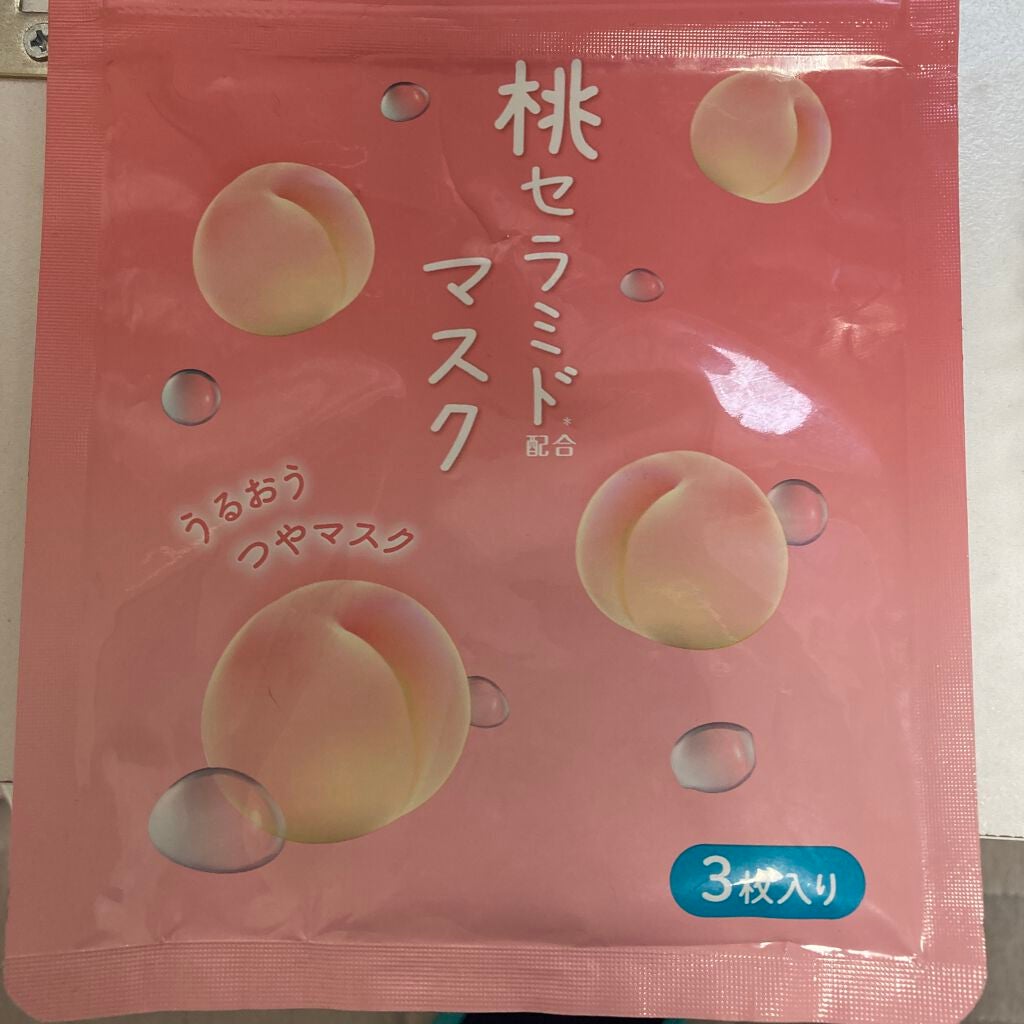 桃セラミド*配合
マスク
うるおう
つやマスク
3枚入り